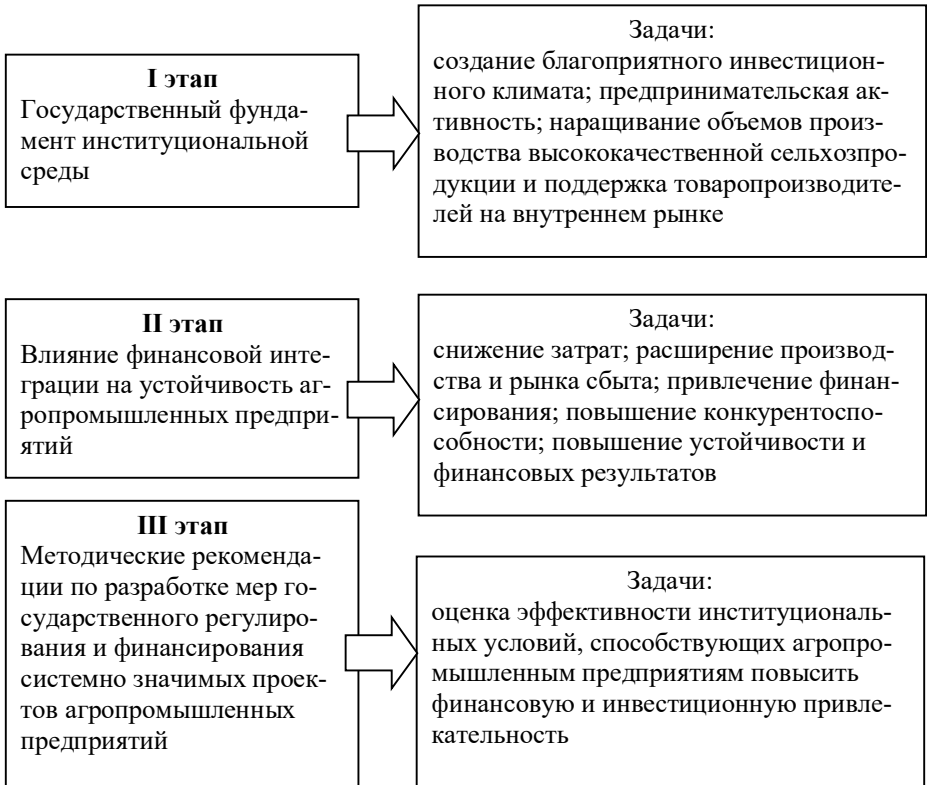 I этап
Государственный фунда-
мент институциональной
среды
Задачи:
создание благоприятного инвестицион-
ного климата; предпринимательская ак-
тивность; наращивание объемов произ-
водства высококачественной сельхозпро-
дукции и поддержка товаропроизводите-
лей на внутреннем рынке
II этап
Влияние финансовой инте-
грации на устойчивость аг-
ропромышленных предпри-
ятий
Задачи:
снижение затрат; расширение производ-
ства и рынка сбыта; привлечение финан-
сирования; повышение конкурентоспо-
собности; повышение устойчивости и
финансовых результатов
III этап
Методические рекоменда-
ции по разработке мер го-
сударственного регулиро-
вания и финансирования
системно значимых проек-
тов агропромышленных
предприятий
Задачи:
оценка эффективности институциональ-
ных условий, способствующих агропро-
мышленным предприятиям повысить
финансовую и инвестиционную привле-
кательность